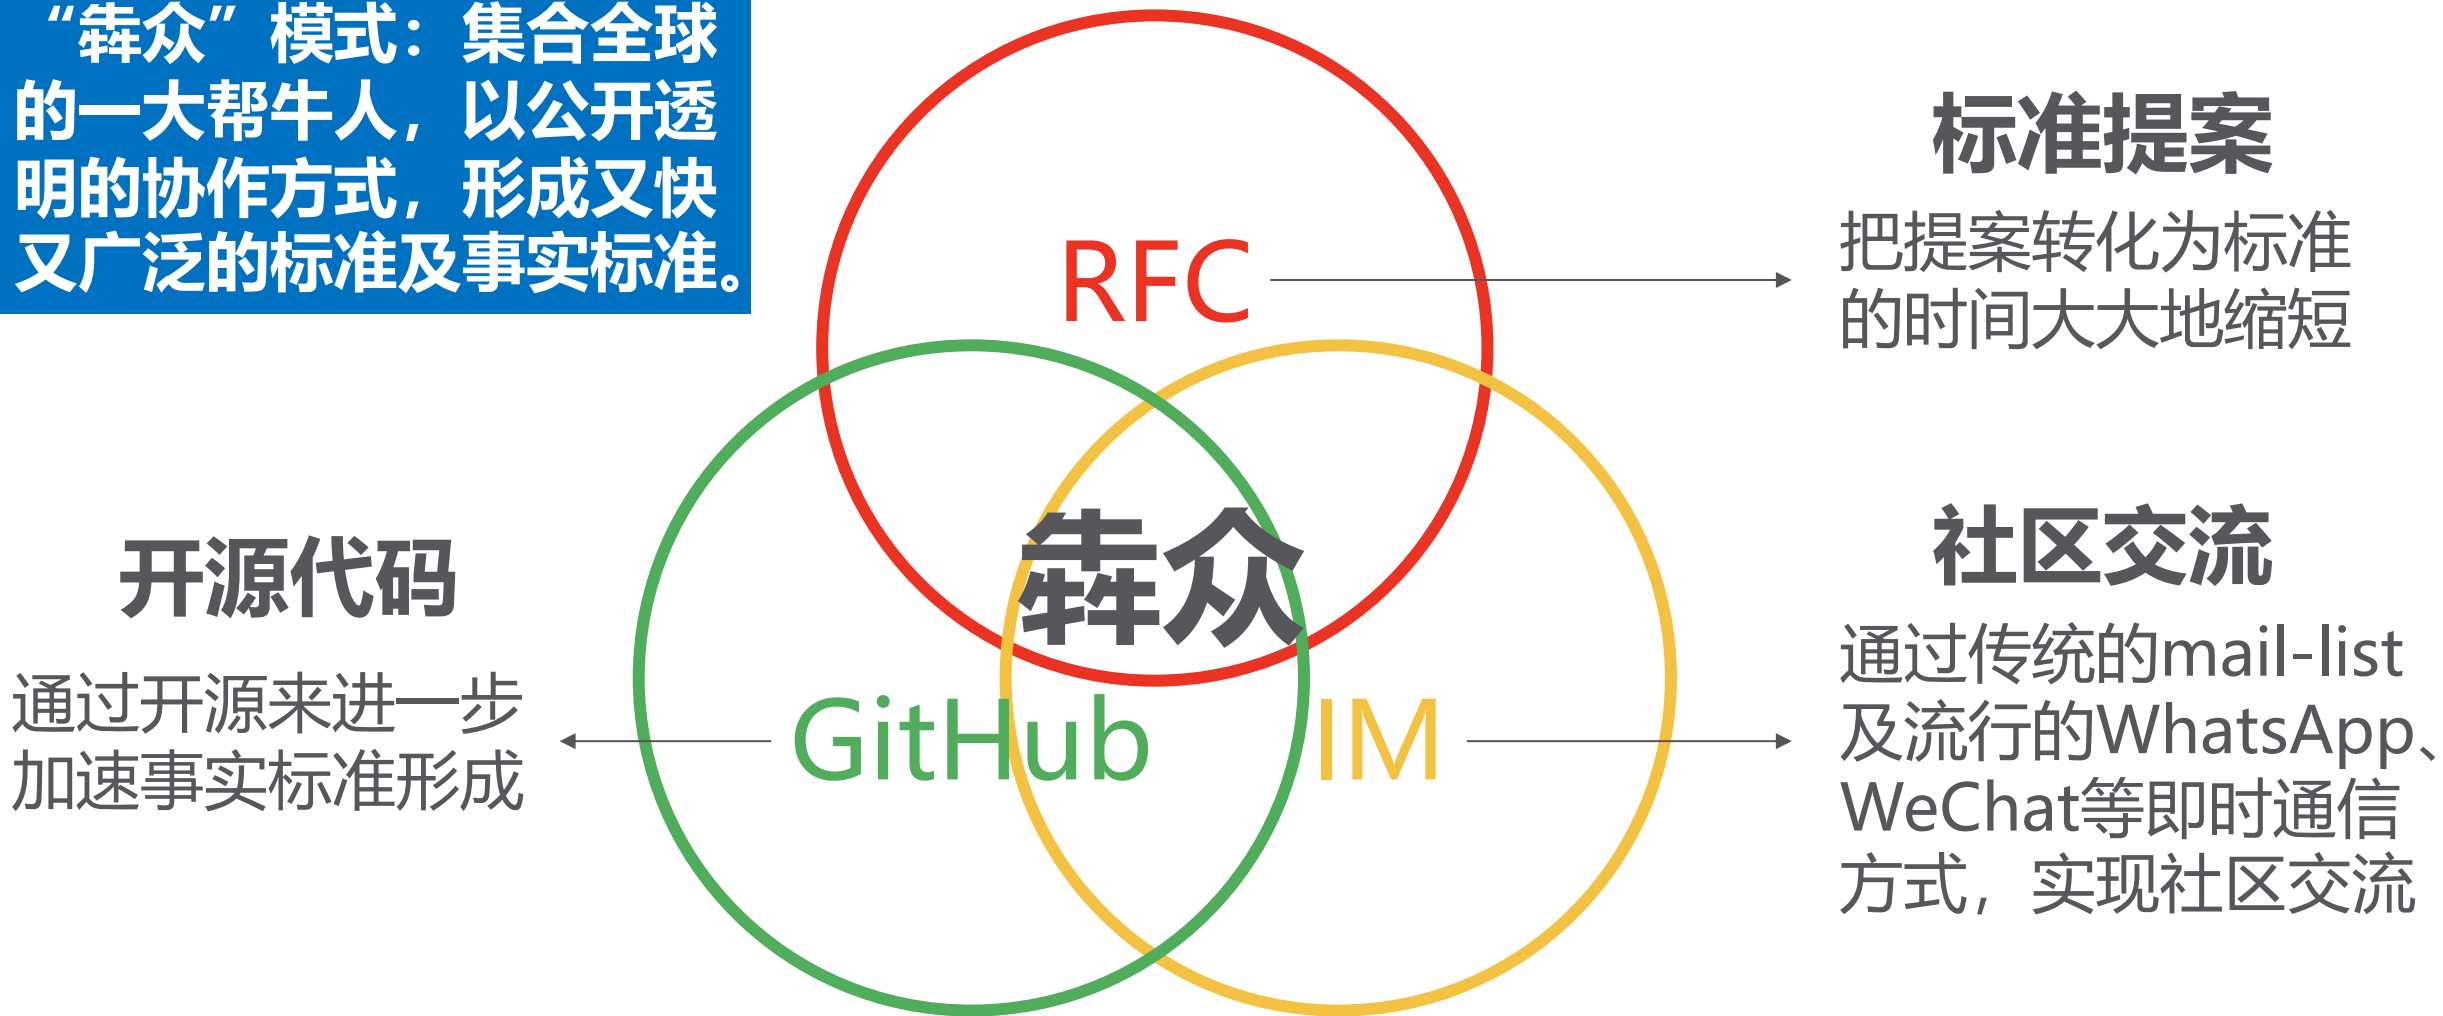 “犇众”模式：集合全球
的一大帮牛人，以公开透
明的协作方式，形成又快
又广泛的标准及事实标准。
RFC
标准提案
把提案转化为标准
的时间大大地缩短
犇众
开源代码
通过开源来进一步
加速事实标准形成
GitHub
IM
社区交流
通过传统的mail-list
及流行的WhatsApp、
WeChat等即时通信
方式，实现社区交流